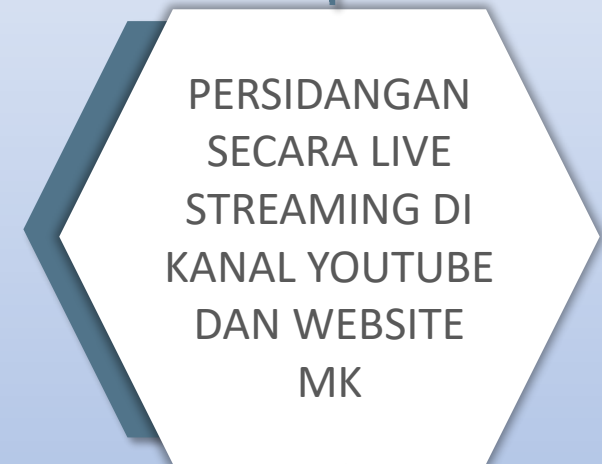 PERSIDANGAN
SECARA LIVE
STREAMING DI
KANAL YOUTUBE
DAN WEBSITE
MK